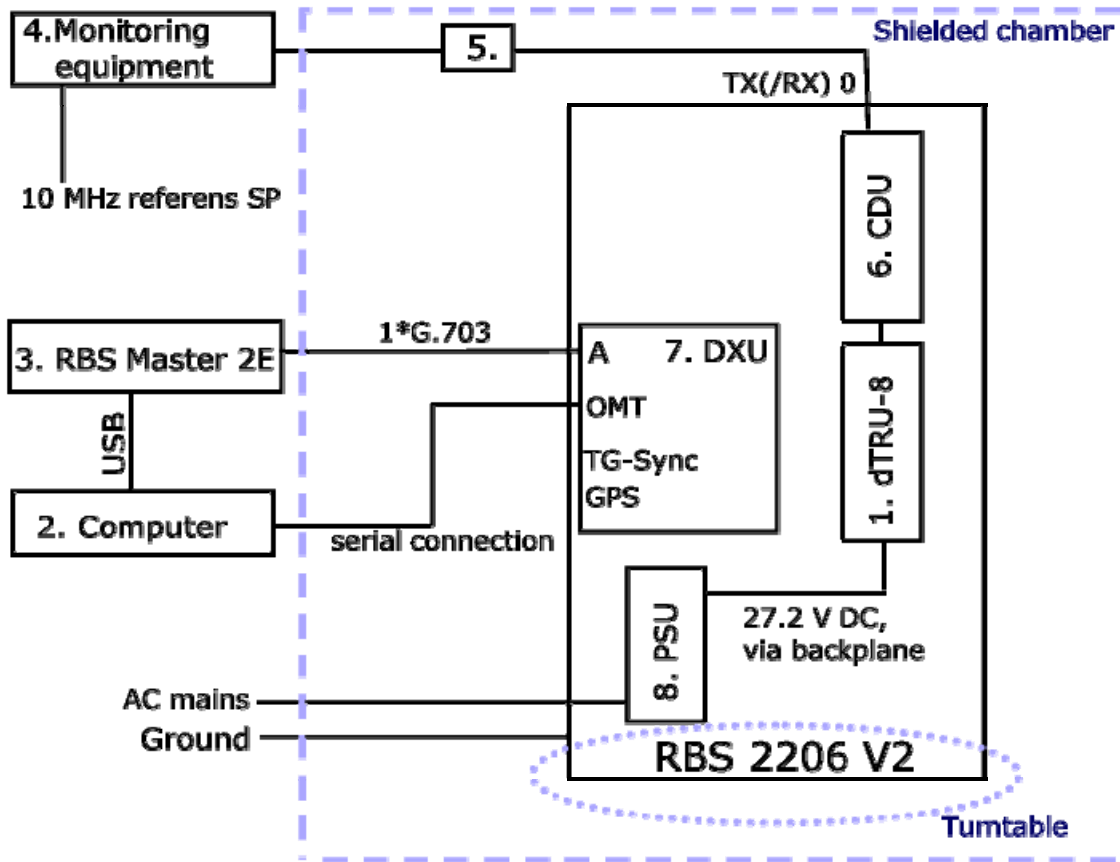 4.Monitoring
equipment
5.
Shielded chamber
TX(/RX) 0
10 MHz referens SP
6. CDU
3. RBS Master 2E
1*G.703
A
7. DXU
OMT
TG-Sync
GPS
1. dTRU-8
USB
2. Computer
serial connection
8. PSU
27.2 V DC,
via backplane
AC mains
Ground
RBS 2206 V2
Turntable